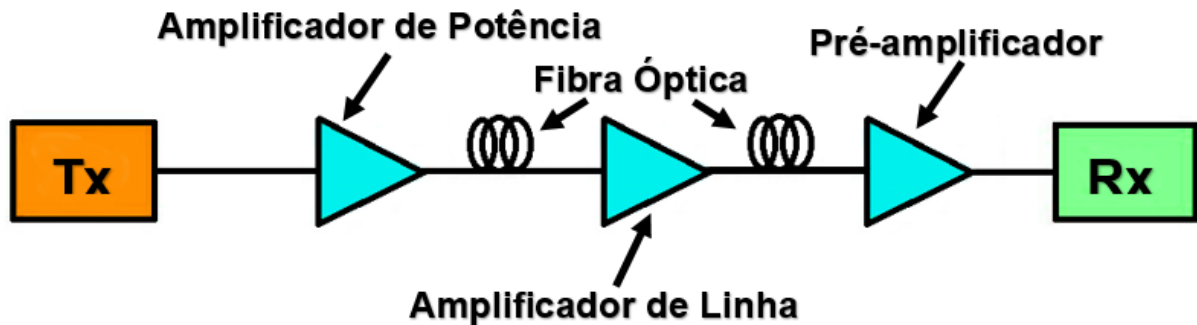 Amplificador de Potência
Pré-amplificador
Fibra Óptica
Tx
Rx
Amplificador de Linha